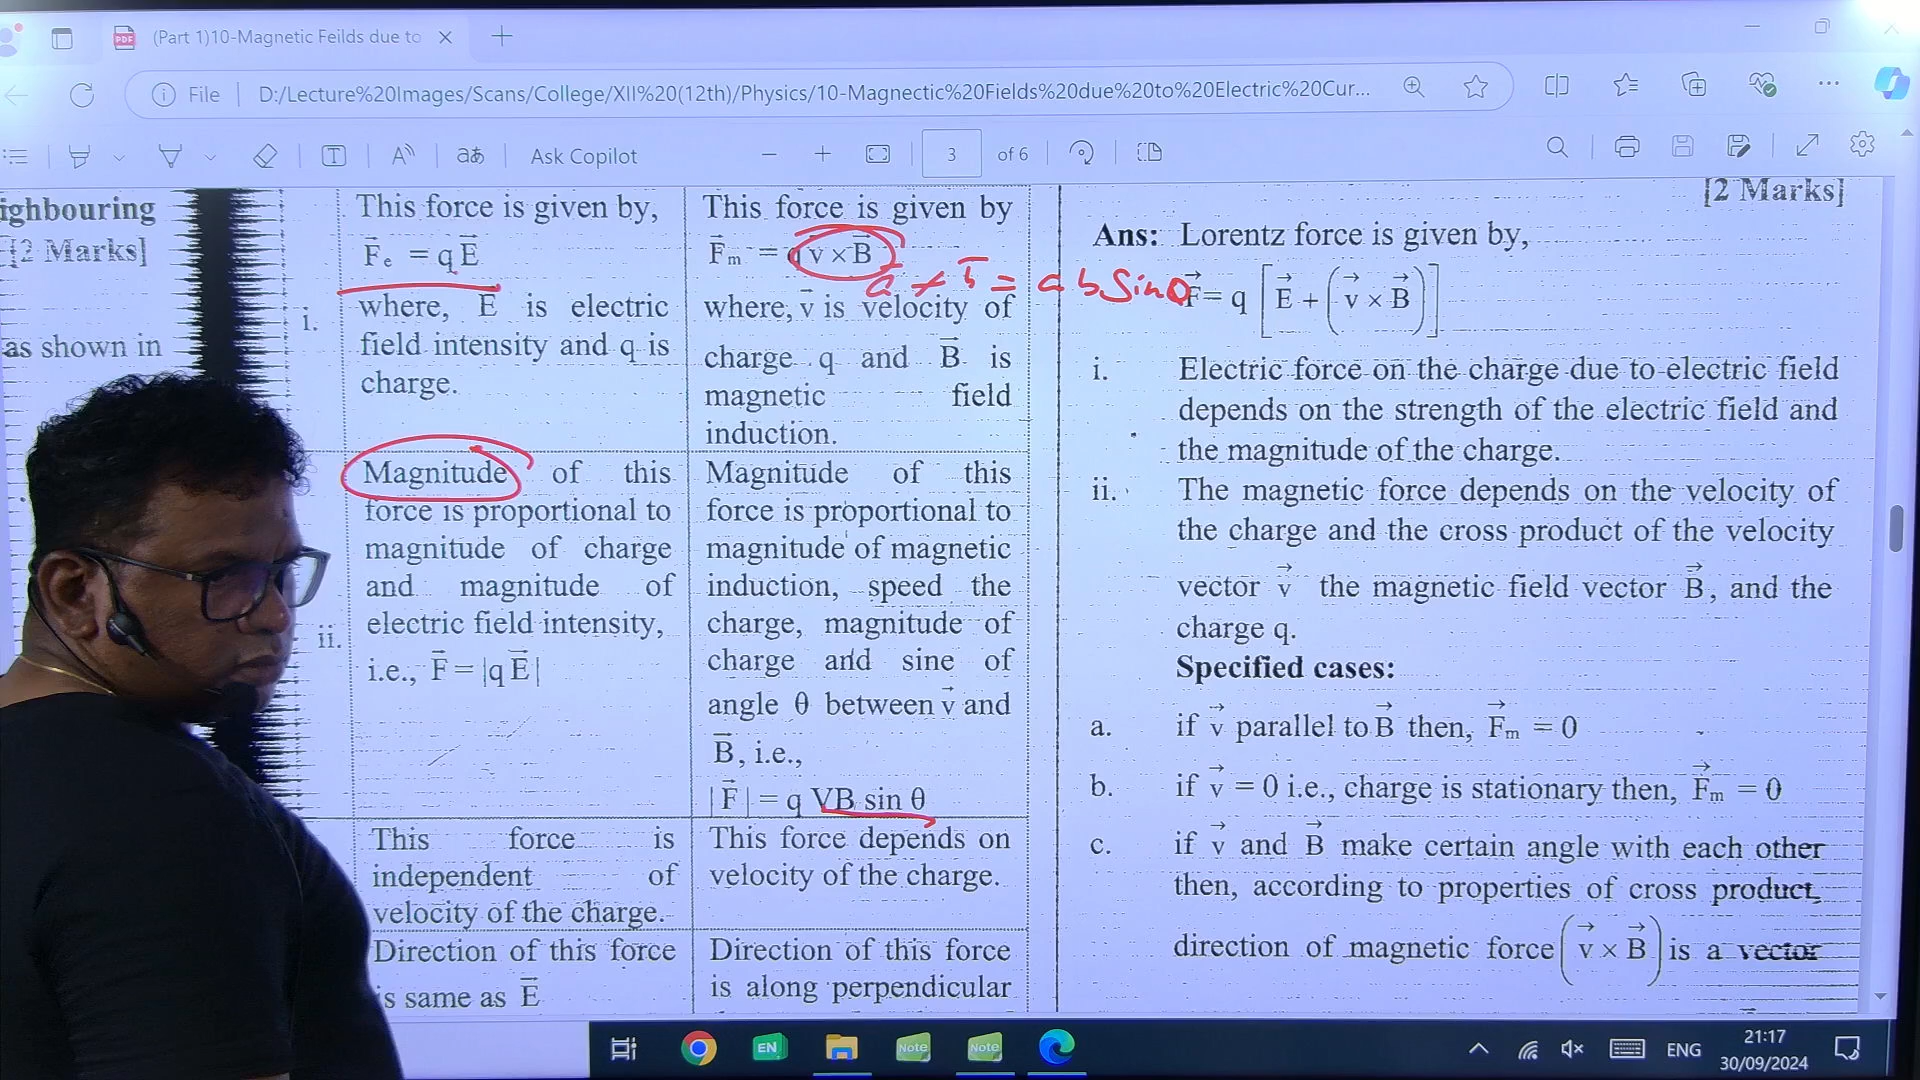 (Part 1)10-Magnetic Feilds due to
File
D:/Lecture%20Images/Scans/College/XII%20(12th)/Physics/10-Magnectic%20Fields%20due%20to%20Electric%20Cur...
Ask Copilot
3 of 6
ighbouring
[2 Marks]
as shown in
i.
This force is given by,
F⃗e = qE⃗
where, E⃗ is electric
field intensity and q is
charge.
This force is given by
F⃗m = q v⃗×B⃗
a̅ × b̅ = a b Sinθ
where, v⃗ is velocity of
charge q and B⃗ is
magnetic field
induction.
ii.
Magnitude of this
force is proportional to
magnitude of charge
and magnitude of
electric field intensity,
i.e., F⃗ = |qE⃗|
Magnitude of this
force is proportional to
magnitude of magnetic
induction, speed the
charge, magnitude of
charge and sine of
angle θ between v⃗ and
B⃗, i.e.,
|F⃗| = q VB sin θ
This force is
independent of
velocity of the charge.
This force depends on
velocity of the charge.
Direction of this force
is same as E⃗
Direction of this force
is along perpendicular
[2 Marks]
Ans: Lorentz force is given by,
F⃗ = q [E⃗ + (v⃗ × B⃗)]
i. Electric force on the charge due to electric field
depends on the strength of the electric field and
the magnitude of the charge.
ii. The magnetic force depends on the velocity of
the charge and the cross product of the velocity
vector v⃗ the magnetic field vector B⃗, and the
charge q.
Specified cases:
a. if v⃗ parallel to B⃗ then, F⃗m = 0
b. if v⃗ = 0 i.e., charge is stationary then, F⃗m = 0
c. if v⃗ and B⃗ make certain angle with each other
then, according to properties of cross product,
direction of magnetic force (v⃗ × B⃗) is a vector
EN
Note
Note
ENG
21:17
30/09/2024